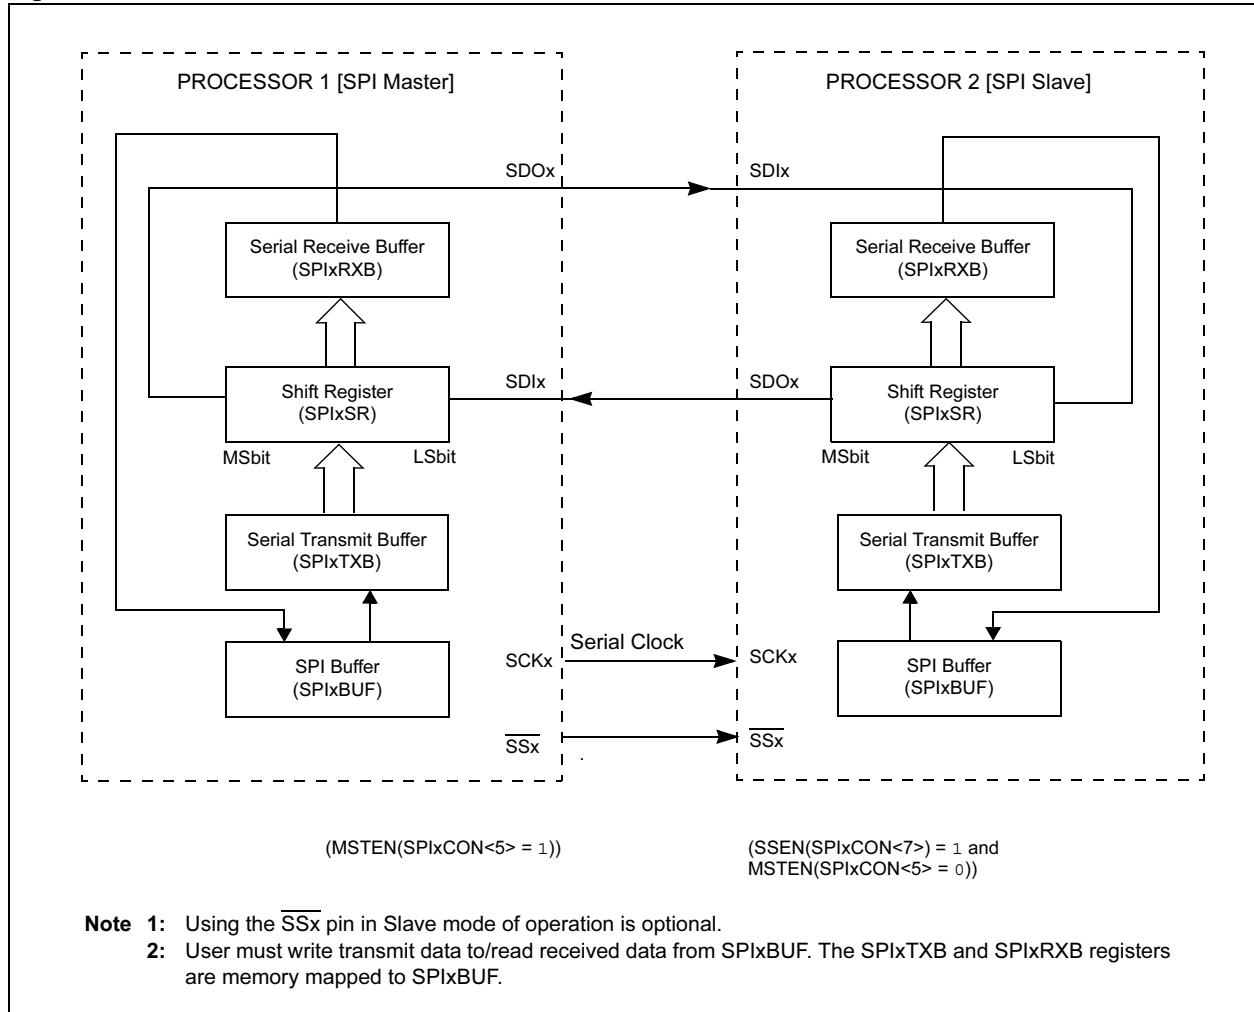 PROCESSOR 1 [SPI Master]
PROCESSOR 2 [SPI Slave]
SDOx
SDIx
Serial Receive Buffer
(SPIxRXB)
Serial Receive Buffer
(SPIxRXB)
Shift Register
(SPIxSR)
SDIx
SDOx
Shift Register
(SPIxSR)
MSbit
LSbit
MSbit
LSbit
Serial Transmit Buffer
(SPIxTXB)
Serial Transmit Buffer
(SPIxTXB)
SPI Buffer
(SPIxBUF)
SCKx
Serial Clock
SCKx
SPI Buffer
(SPIxBUF)
SSx
.
SSx
(MSTEN(SPIxCON<5> = 1))
(SSEN(SPIxCON<7>) = 1 and
MSTEN(SPIxCON<5> = 0))
Note 1: Using the SSx pin in Slave mode of operation is optional.
2: User must write transmit data to/read received data from SPIxBUF. The SPIxTXB and SPIxRXB registers
are memory mapped to SPIxBUF.